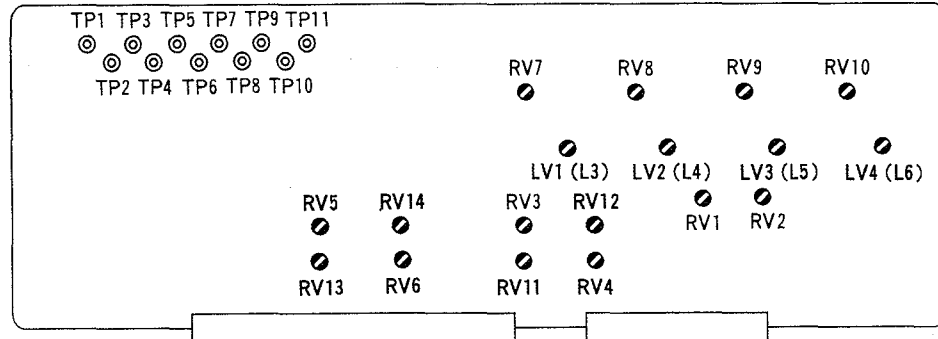 TP1 TP3 TP5 TP7 TP9 TP11
TP2 TP4 TP6 TP8 TP10
RV7 RV8 RV9 RV10
LV1 (L3) LV2 (L4) LV3 (L5) LV4 (L6)
RV5 RV14 RV3 RV12 RV1 RV2
RV13 RV6 RV11 RV4